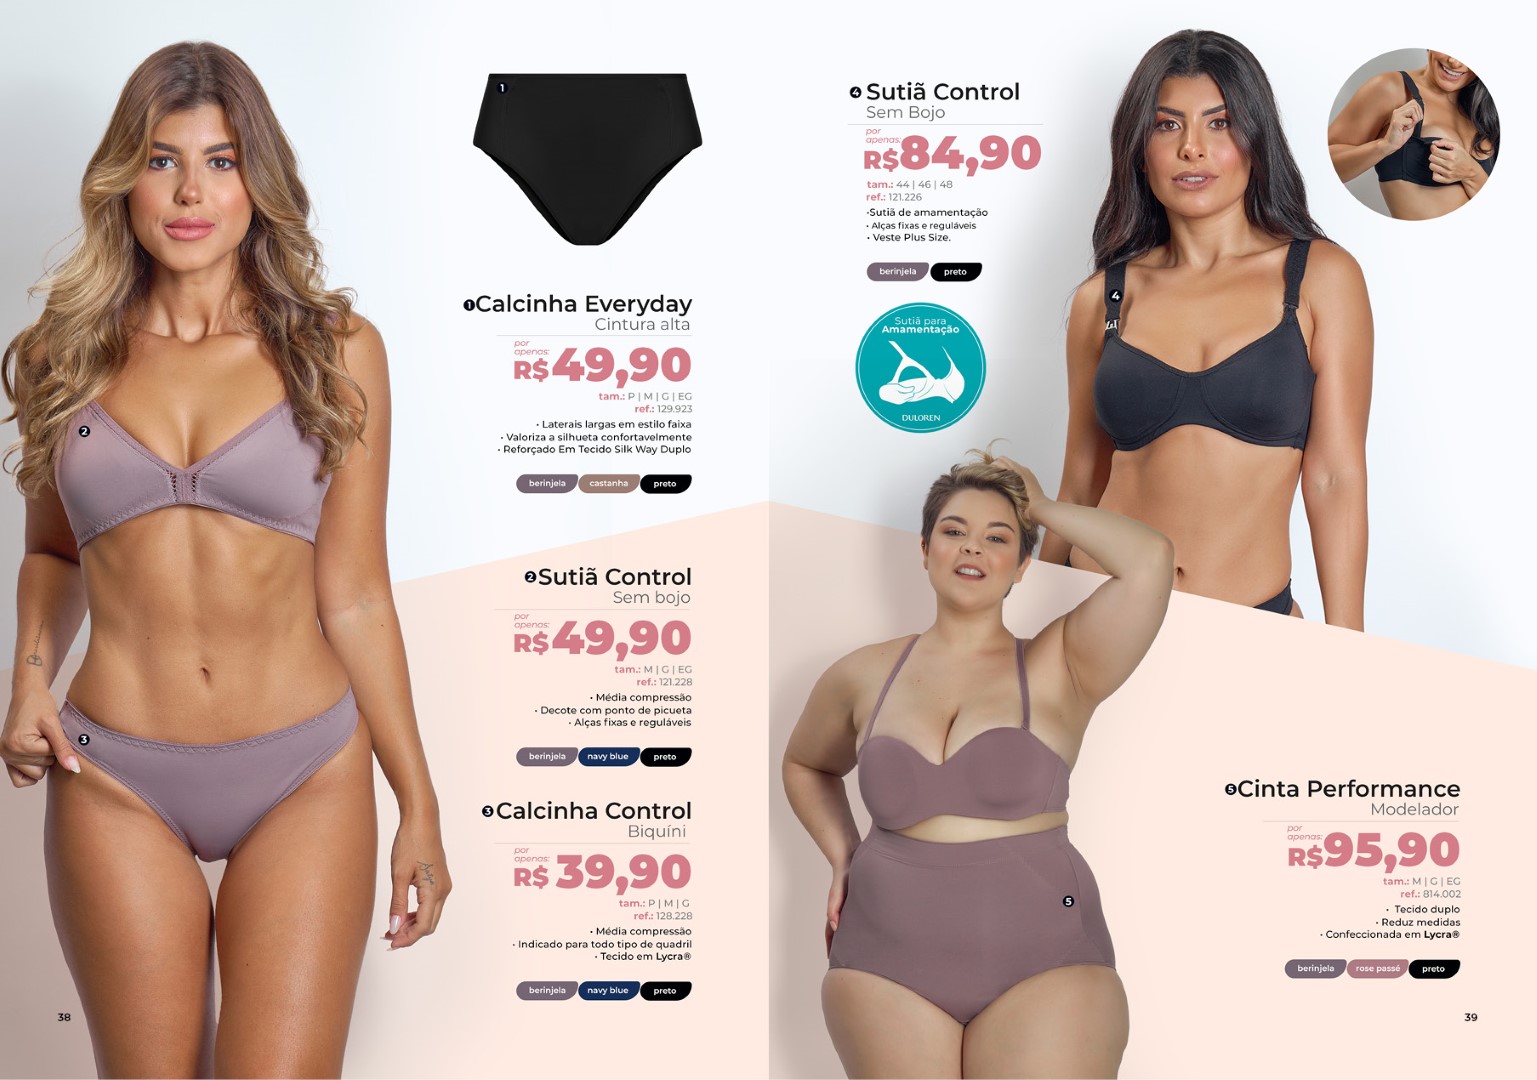 1
1 Calcinha Everyday
Cintura alta
por
apenas:
R$49,90
tam.: P | M | G | EG
ref.: 129.923
• Laterais largas em estilo faixa
• Valoriza a silhueta confortavelmente
• Reforçado Em Tecido Silk Way Duplo
berinjela castanha preto
2
2 Sutiã Control
Sem bojo
por
apenas:
R$49,90
tam.: M | G | EG
ref.: 121.228
• Média compressão
• Decote com ponto de picueta
• Alças fixas e reguláveis
berinjela navy blue preto
3
3 Calcinha Control
Biquíni
por
apenas:
R$ 39,90
tam.: P | M | G
ref.: 128.228
• Média compressão
• Indicado para todo tipo de quadril
• Tecido em Lycra®
berinjela navy blue preto
38
4 Sutiã Control
Sem Bojo
por
apenas:
R$84,90
tam.: 44 | 46 | 48
ref.: 121.226
•Sutiã de amamentação
• Alças fixas e reguláveis
• Veste Plus Size.
berinjela preto
4
Sutiã para
Amamentação
DULOREN
5 Cinta Performance
Modelador
por
apenas:
R$95,90
tam.: M | G | EG
ref.: 814.002
• Tecido duplo
• Reduz medidas
• Confeccionada em Lycra®
berinjela rose passé preto
5
39